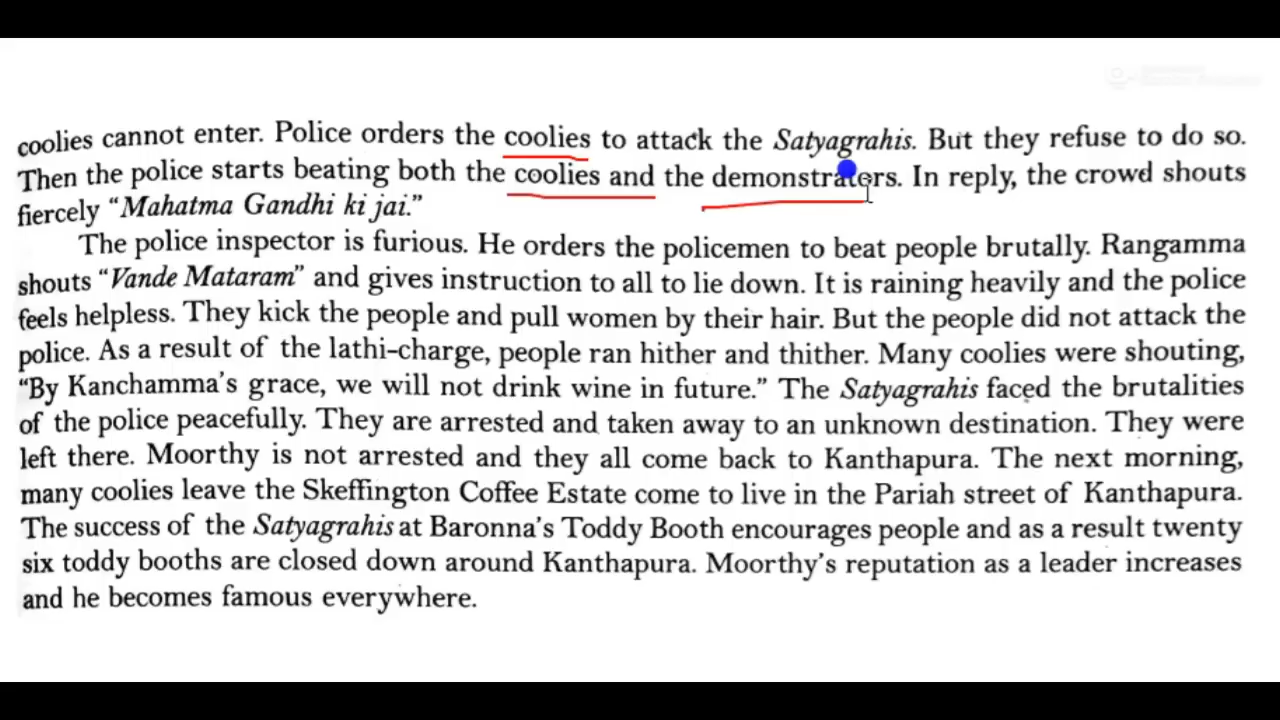 coolies cannot enter. Police orders the coolies to attack the Satyagrahis. But they refuse to do so.
Then the police starts beating both the coolies and the demonstraters. In reply, the crowd shouts
fiercely “Mahatma Gandhi ki jai.”
The police inspector is furious. He orders the policemen to beat people brutally. Rangamma
shouts “Vande Mataram” and gives instruction to all to lie down. It is raining heavily and the police
feels helpless. They kick the people and pull women by their hair. But the people did not attack the
police. As a result of the lathi-charge, people ran hither and thither. Many coolies were shouting,
“By Kanchamma’s grace, we will not drink wine in future.” The Satyagrahis faced the brutalities
of the police peacefully. They are arrested and taken away to an unknown destination. They were
left there. Moorthy is not arrested and they all come back to Kanthapura. The next morning,
many coolies leave the Skeffington Coffee Estate come to live in the Pariah street of Kanthapura.
The success of the Satyagrahis at Baronna’s Toddy Booth encourages people and as a result twenty
six toddy booths are closed down around Kanthapura. Moorthy’s reputation as a leader increases
and he becomes famous everywhere.